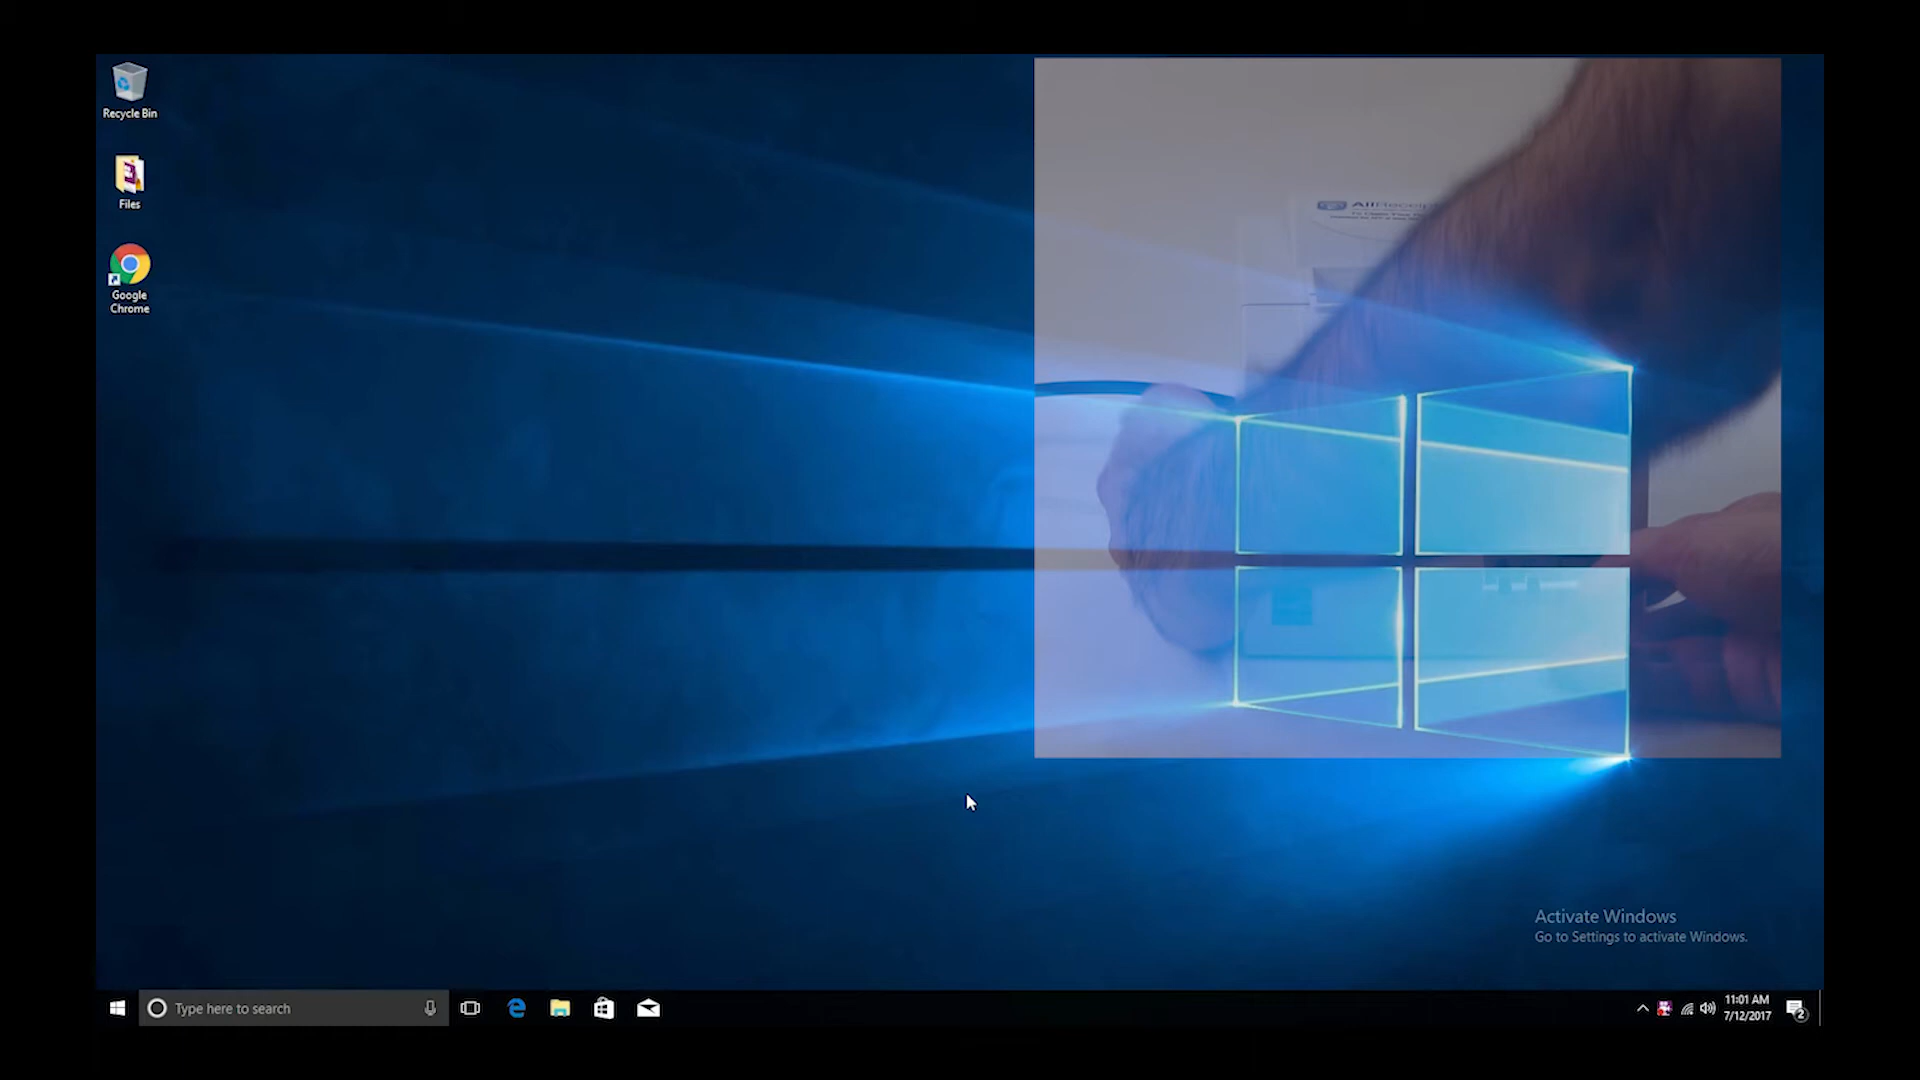 Recycle Bin
Files
Google
Chrome
Activate Windows
Go to Settings to activate Windows.
Type here to search
11:01 AM
7/12/2017
2